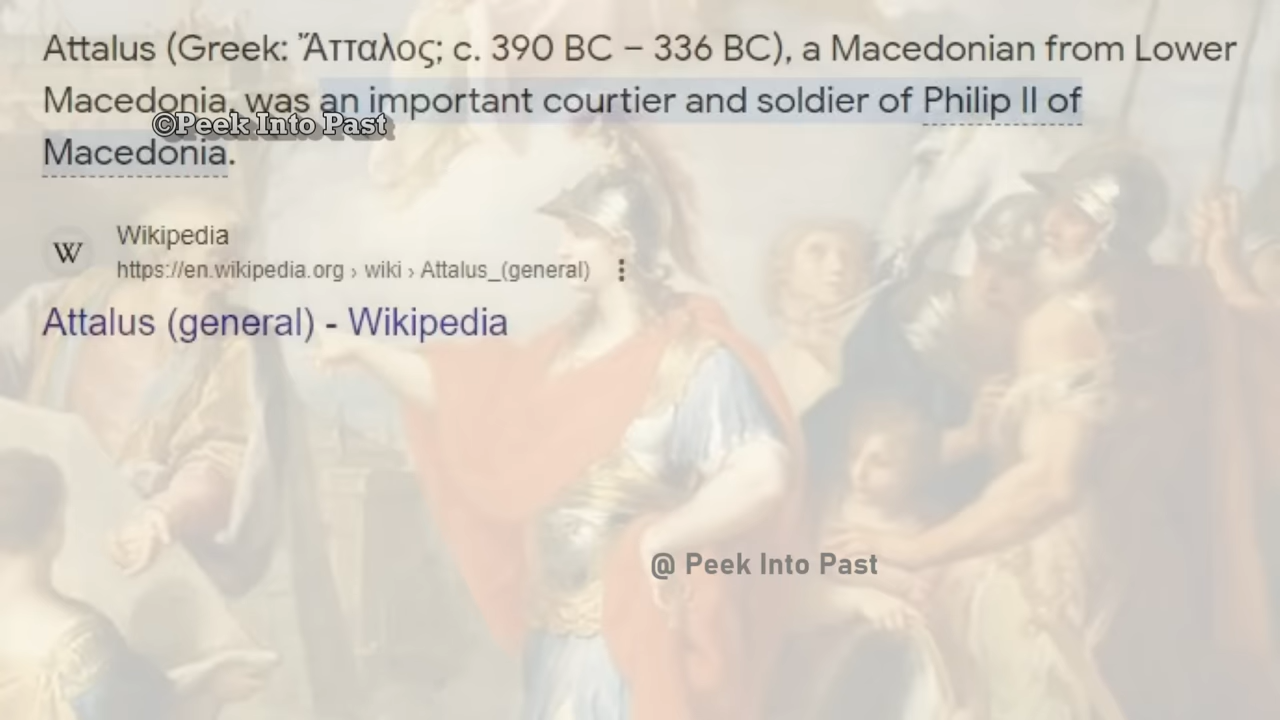 Attalus (Greek: Ἄτταλος; c. 390 BC – 336 BC), a Macedonian from Lower
Macedonia, was an important courtier and soldier of Philip II of
©Peek Into Past
Macedonia.
W
Wikipedia
https://en.wikipedia.org › wiki › Attalus_(general)
Attalus (general) - Wikipedia
@ Peek Into Past